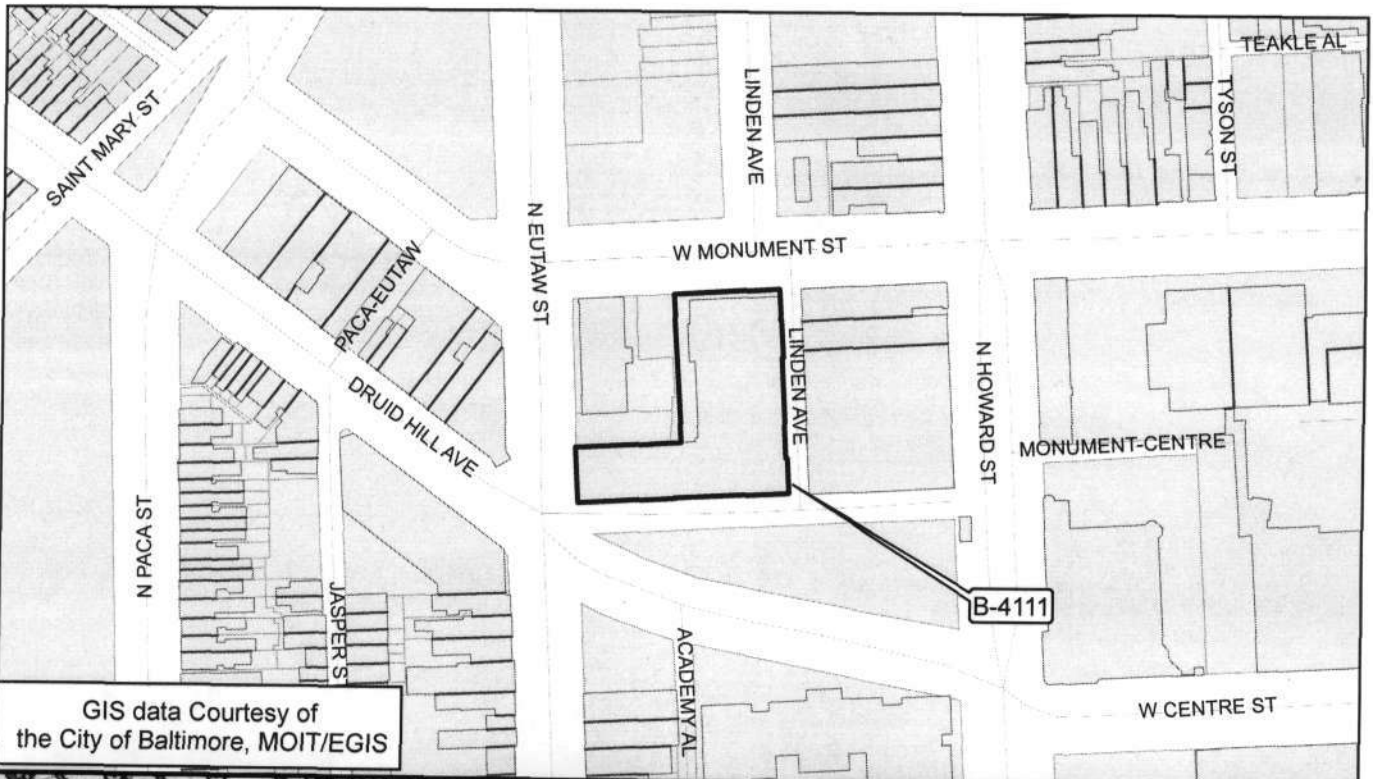 TEAKLE AL
LINDEN AVE
TYSON ST
SAINT MARY ST
N EUTAW ST
W MONUMENT ST
PACA-EUTAW
LINDEN AVE
N HOWARD ST
DRUID HILL AVE
MONUMENT-CENTRE
N PACA ST
JASPER S
B-4111
ACADEMY AL
W CENTRE ST
GIS data Courtesy of
the City of Baltimore, MOIT/EGIS